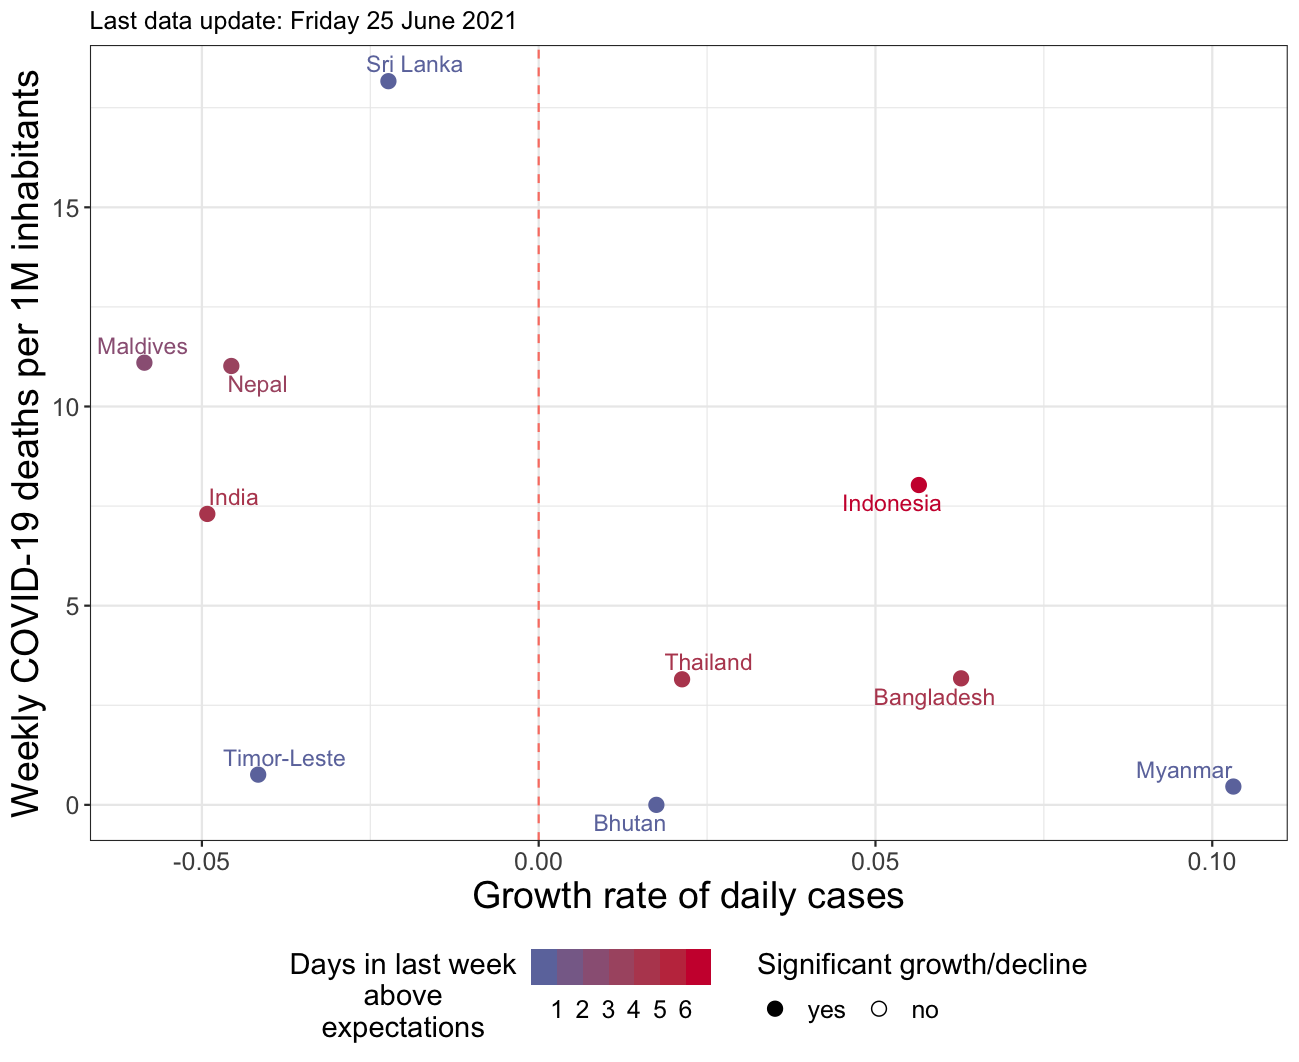 Last data update: Friday 25 June 2021
Weekly COVID-19 deaths per 1M inhabitants
15
10
5
0
Sri Lanka
Maldives
Nepal
India
Indonesia
Thailand
Bangladesh
Timor-Leste
Myanmar
Bhutan
-0.05 0.00 0.05 0.10
Growth rate of daily cases
Days in last week
above
expectations
1 2 3 4 5 6
Significant growth/decline
yes no